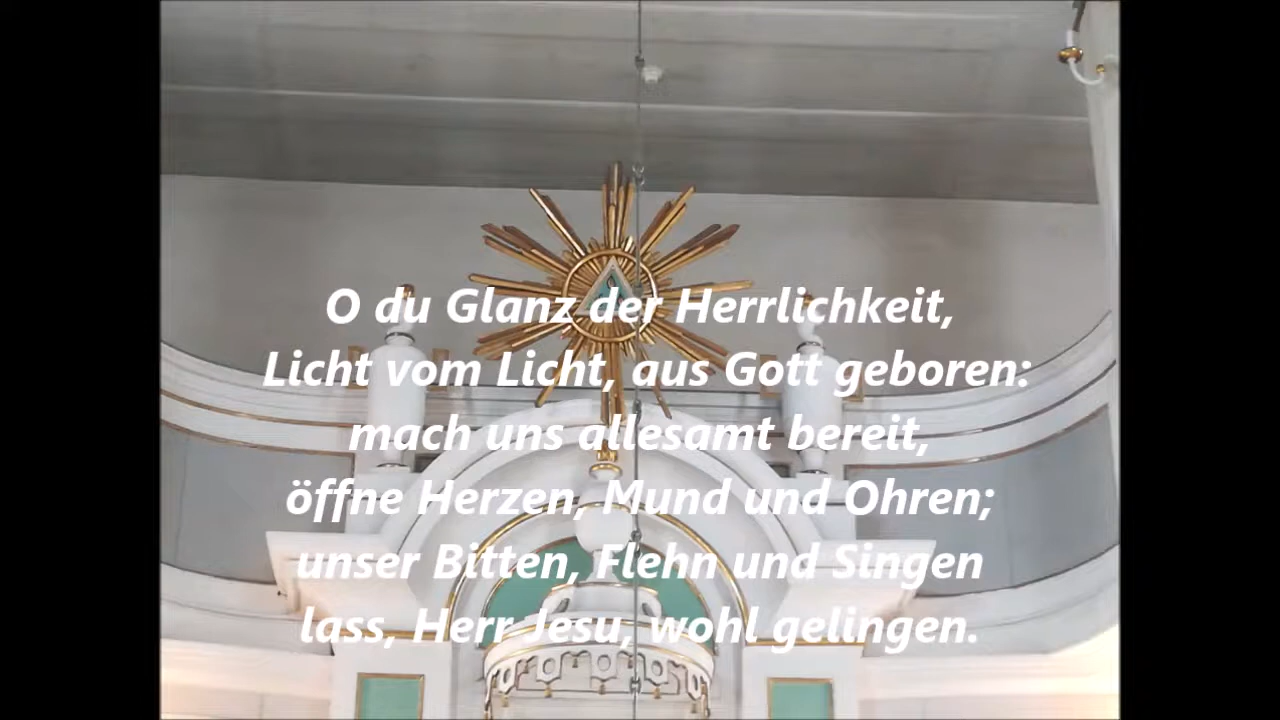 O du Glanz der Herrlichkeit,
Licht vom Licht, aus Gott geboren:
mach uns allesamt bereit,
öffne Herzen, Mund und Ohren;
unser Bitten, Flehn und Singen
lass, Herr Jesu, wohl gelingen.